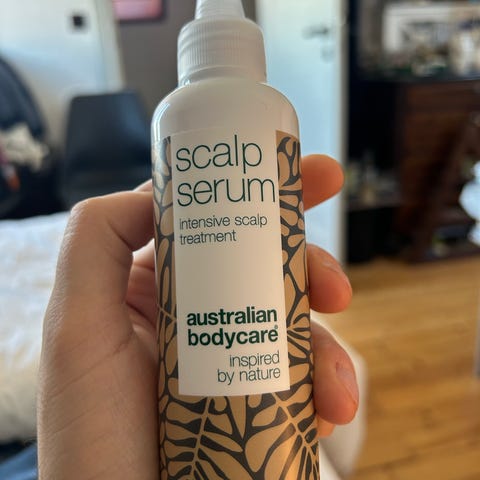 scalp
serum
intensive scalp
treatment
australian
bodycare®
inspired
by nature